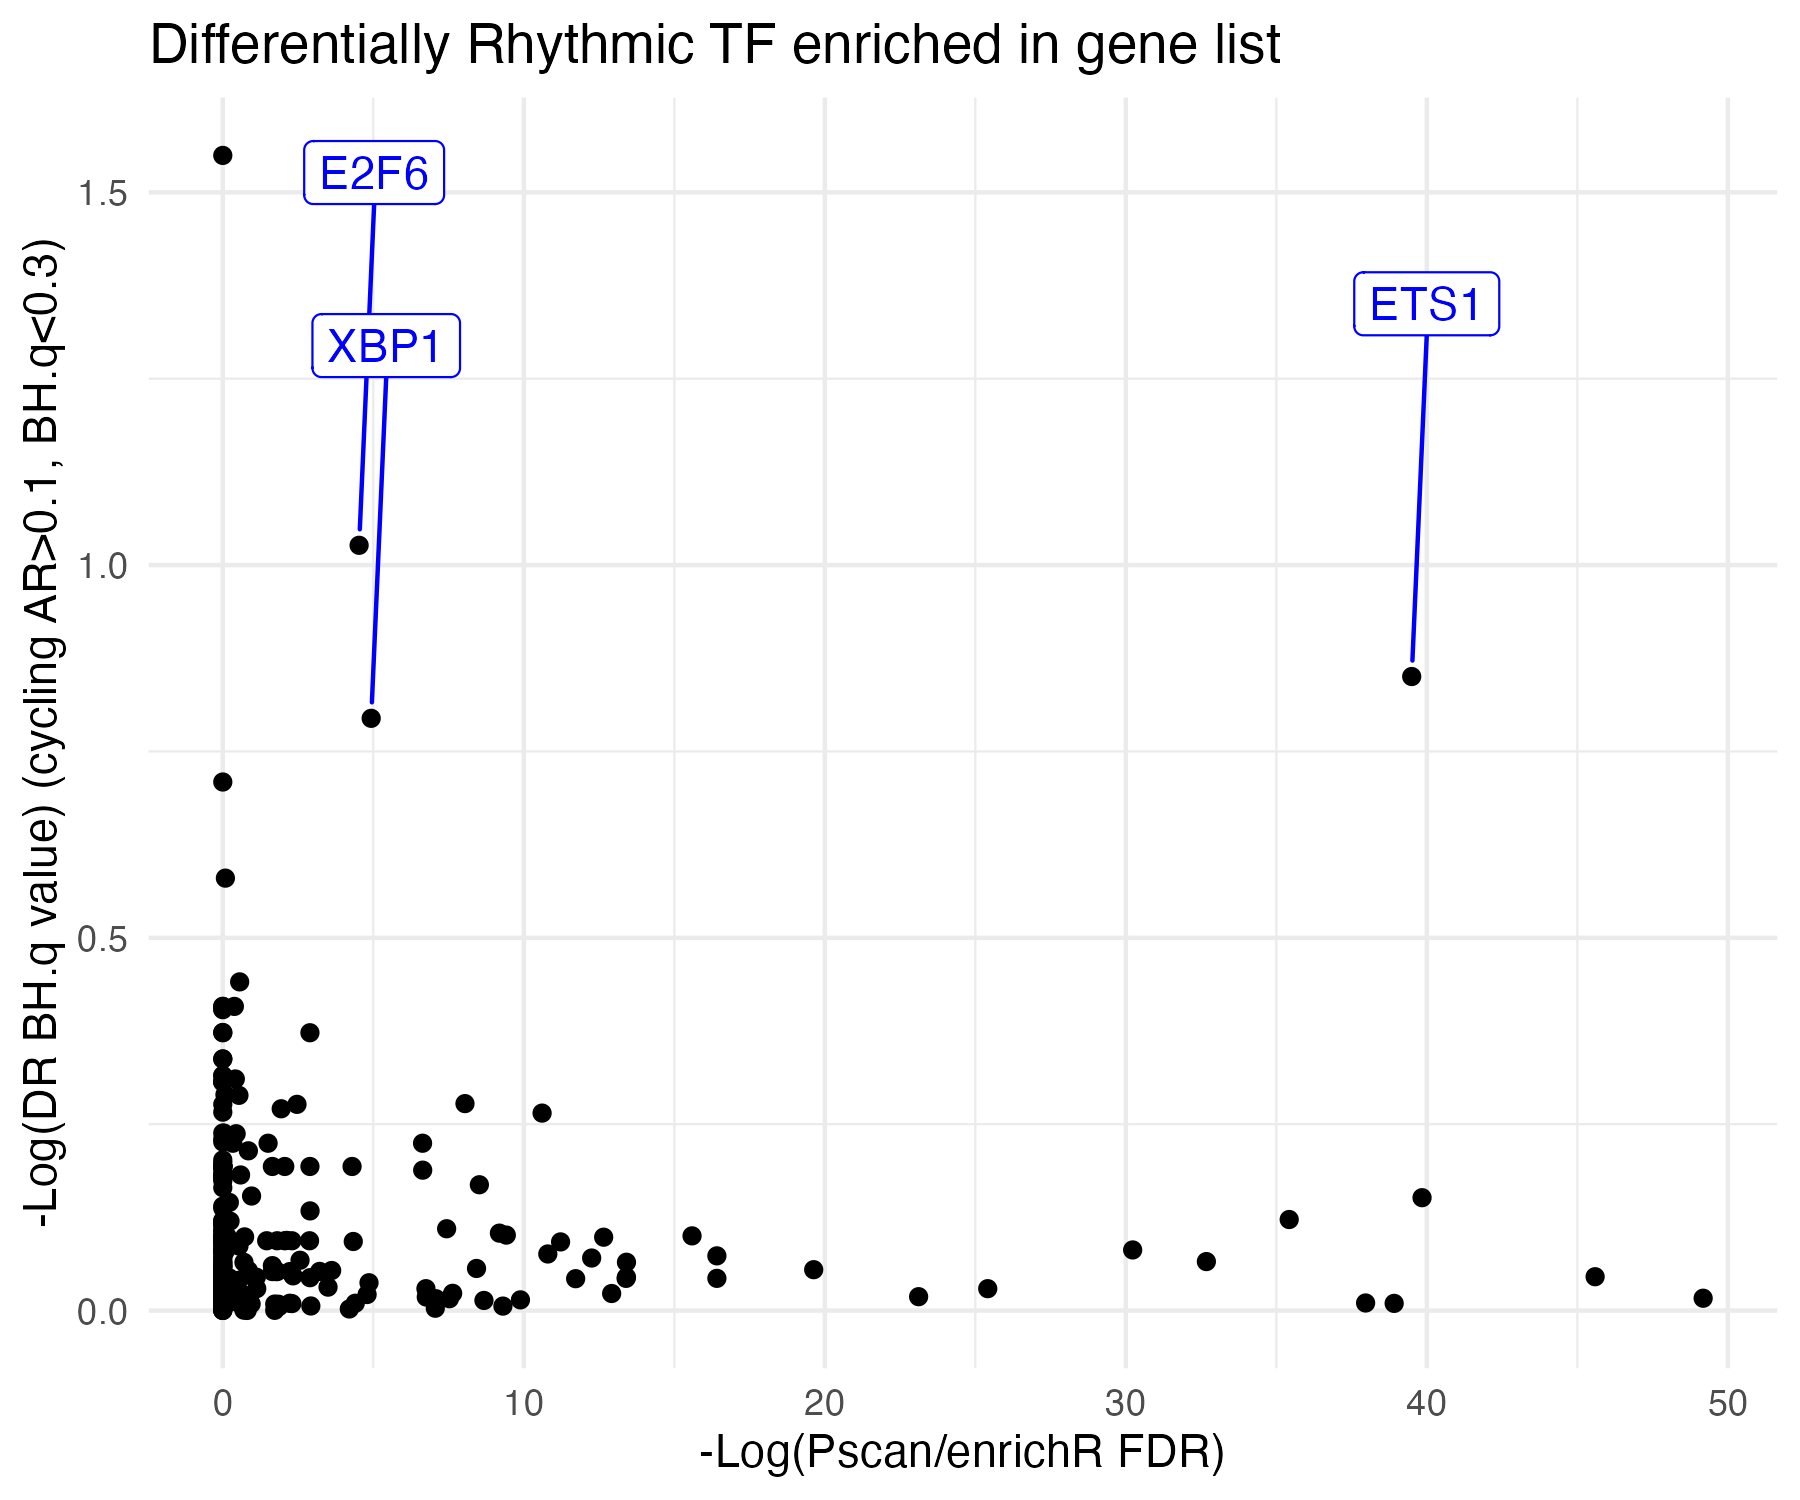 Differentially Rhythmic TF enriched in gene list
E2F6
XBP1
ETS1
-Log(DR BH.q value) (cycling AR>0.1, BH.q<0.3)
1.5
1.0
0.5
0.0
0 10 20 30 40 50
-Log(Pscan/enrichR FDR)